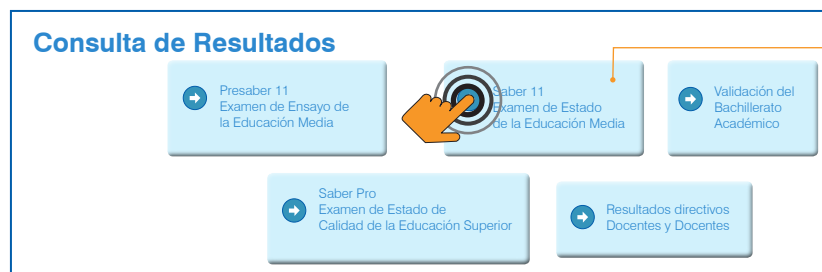 Consulta de Resultados
Presaber 11
Examen de Ensayo de
la Educación Media
Saber 11
Examen de Estado
de la Educación Media
Validación del
Bachillerato
Académico
Saber Pro
Examen de Estado de
Calidad de la Educación Superior
Resultados directivos
Docentes y Docentes